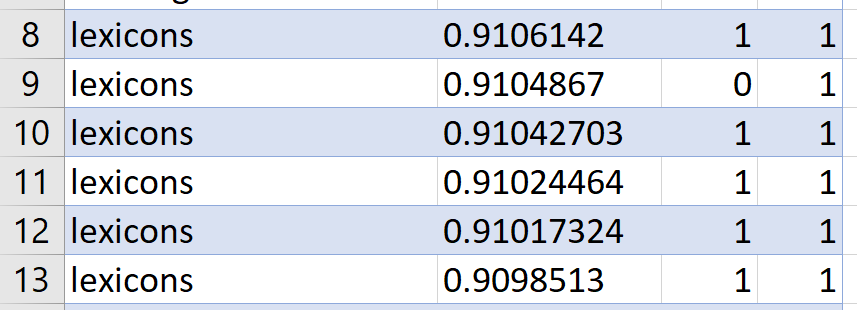 8 lexicons 0.9106142 1 1
9 lexicons 0.9104867 0 1
10 lexicons 0.91042703 1 1
11 lexicons 0.91024464 1 1
12 lexicons 0.91017324 1 1
13 lexicons 0.9098513 1 1